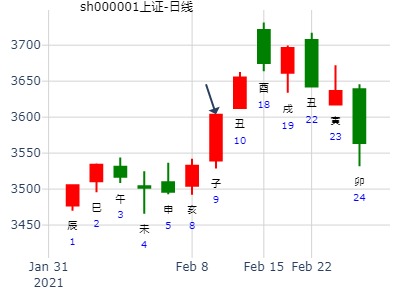 sh000001上证-日线
3700
3650
3600
3550
3500
3450
辰
1
巳
2
午
3
未
4
申
5
亥
8
子
9
丑
10
酉
18
戌
19
丑
22
寅
23
卯
24
Jan 31
2021
Feb 8
Feb 15
Feb 22